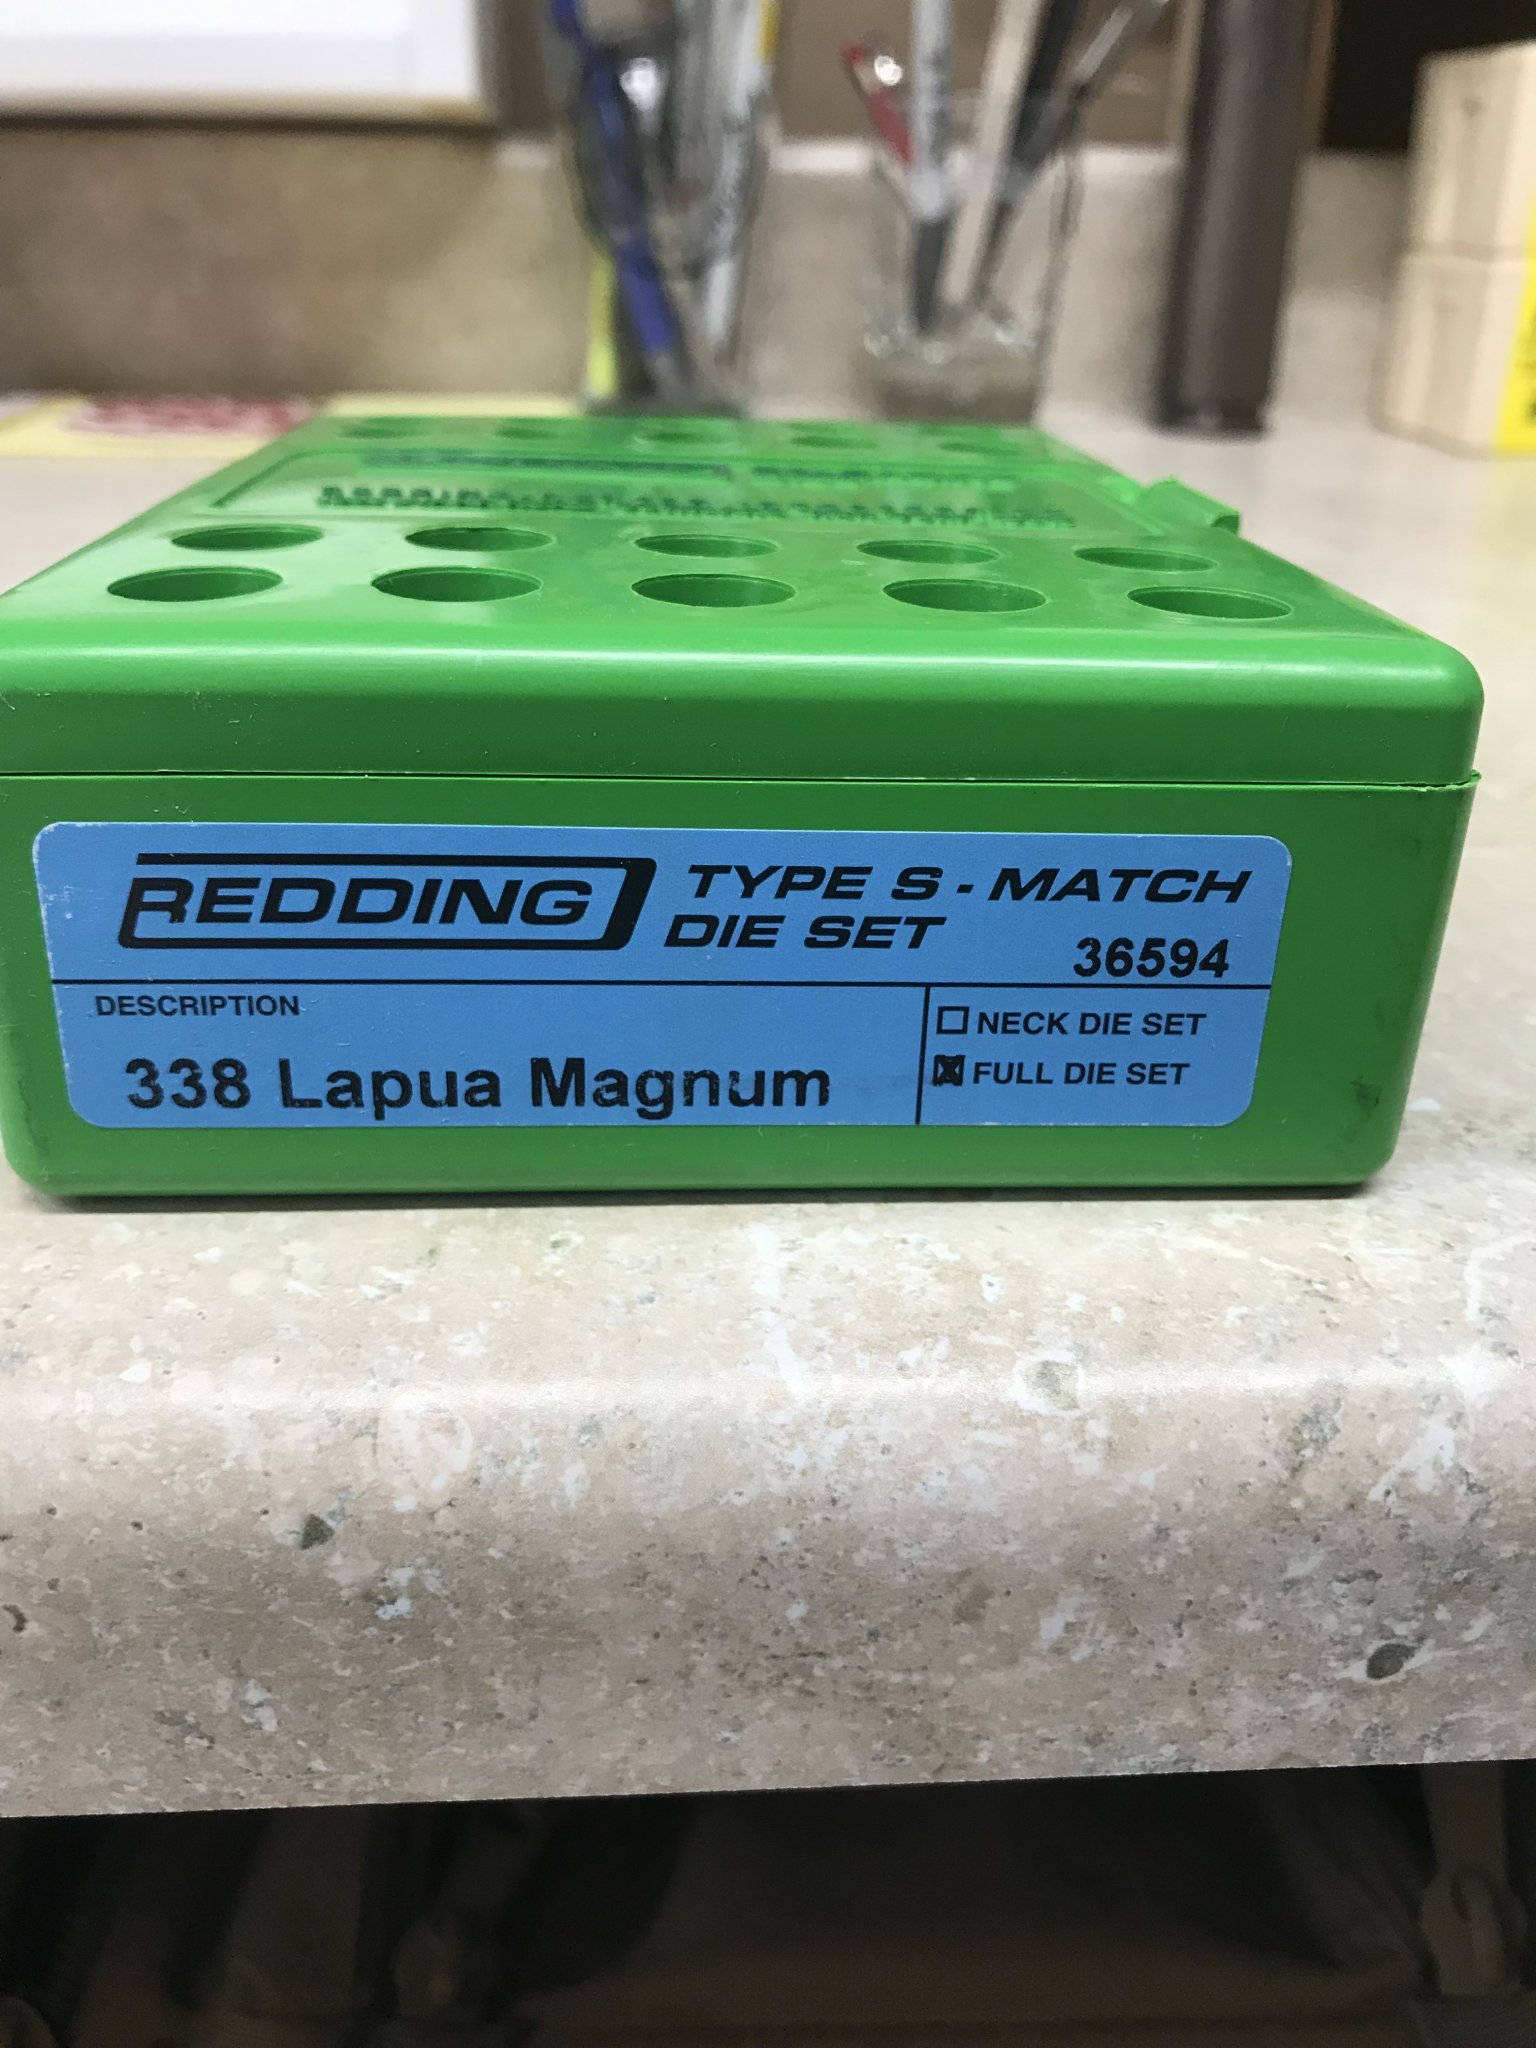 REDDING
TYPE S - MATCH
DIE SET
36594
DESCRIPTION
338 Lapua Magnum
NECK DIE SET
FULL DIE SET